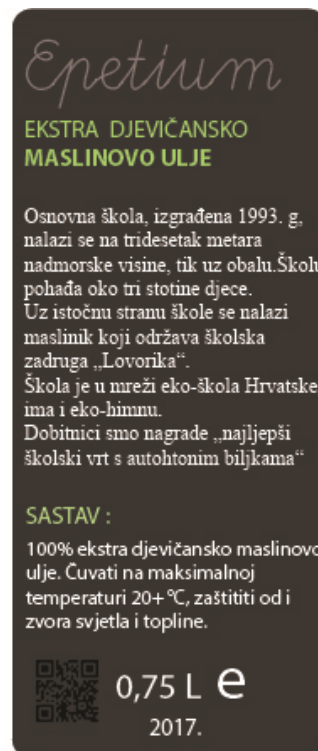 Epetium
EKSTRA DJEVIČANSKO
MASLINOVO ULJE
Osnovna škola, izgrađena 1993. g,
nalazi se na tridesetak metara
nadmorske visine, tik uz obalu.Školu
pohađa oko tri stotine djece.
Uz istočnu stranu škole se nalazi
maslinik koji održava školska
zadruga „Lovorika“.
Škola je u mreži eko-škola Hrvatske
ima i eko-himnu.
Dobitnici smo nagrade „najljepši
školski vrt s autohtonim biljkama“
SASTAV :
100% ekstra djevičansko maslinovo
ulje. Čuvati na maksimalnoj
temperaturi 20+ °C, zaštititi od i
zvora svjetla i topline.
0,75 L e
2017.